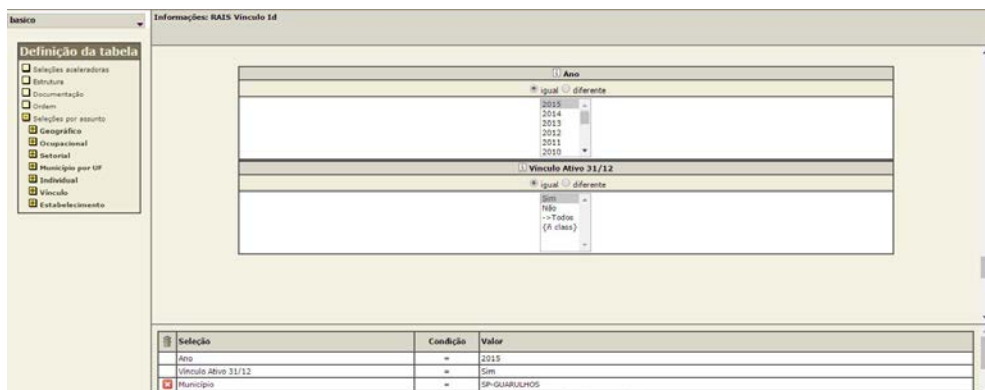 basico
Informações: RAIS Vínculo Id
Definição da tabela
Seleções aceleradoras
Estrutura
Documentação
Ordem
Seleções por assunto
Geográfico
Ocupacional
Setorial
Município por UF
Individual
Vínculo
Estabelecimento
Ano
igual diferente
2015
2014
2013
2012
2011
2010
Vínculo Ativo 31/12
igual diferente
Sim
Não
->Todos
{ñ class}
Seleção Condição Valor
Ano = 2015
Vínculo Ativo 31/12 = Sim
Município = SP-GUARULHOS